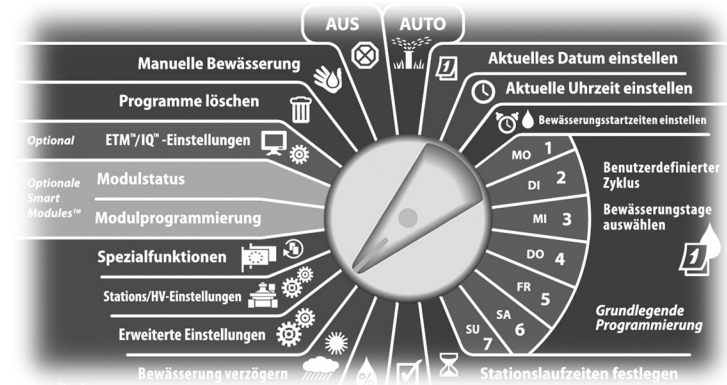 AUS
AUTO
Manuelle Bewässerung
Programme löschen
Optional
ETM™/IQ™ -Einstellungen
Optionale
Smart
Modules™
Modulstatus
Modulprogrammierung
Spezialfunktionen
Stations/HV-Einstellungen
Erweiterte Einstellungen
Bewässerung verzögern
%
Aktuelles Datum einstellen
Aktuelle Uhrzeit einstellen
Bewässerungsstartzeiten einstellen
MO 1
DI 2
MI 3
DO 4
FR 5
SA 6
SU 7
Benutzerdefinierter
Zyklus
Bewässerungstage
auswählen
1
1
Grundlegende
Programmierung
Stationslaufzeiten festlegen